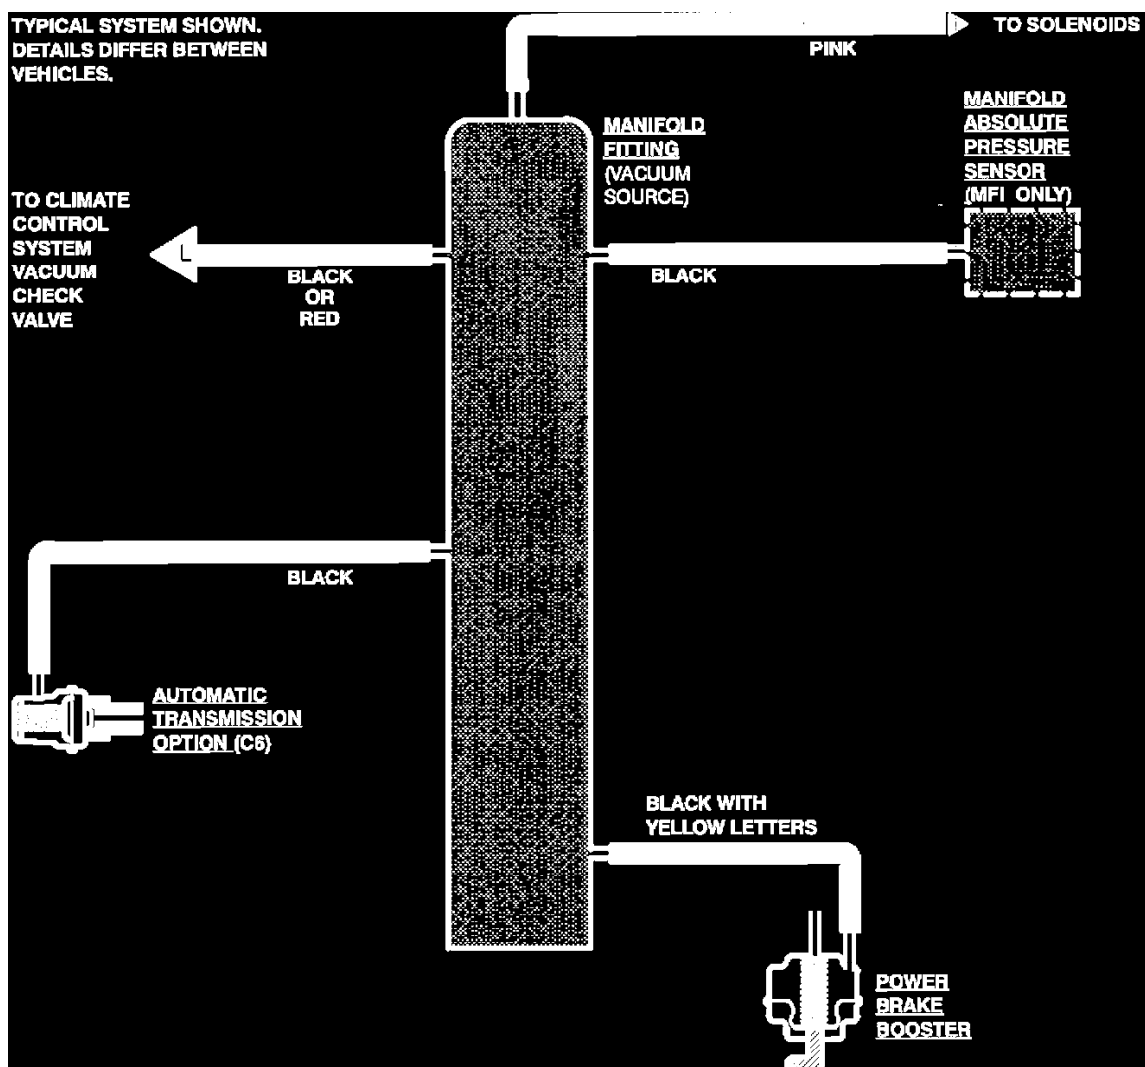 TYPICAL SYSTEM SHOWN.
DETAILS DIFFER BETWEEN
VEHICLES.
PINK
TO SOLENOIDS
MANIFOLD
FITTING
(VACUUM
SOURCE)
MANIFOLD
ABSOLUTE
PRESSURE
SENSOR
(MFI ONLY)
TO CLIMATE
CONTROL
SYSTEM
VACUUM
CHECK
VALVE
L
BLACK
OR
RED
BLACK
BLACK
AUTOMATIC
TRANSMISSION
OPTION (C6)
BLACK WITH
YELLOW LETTERS
POWER
BRAKE
BOOSTER